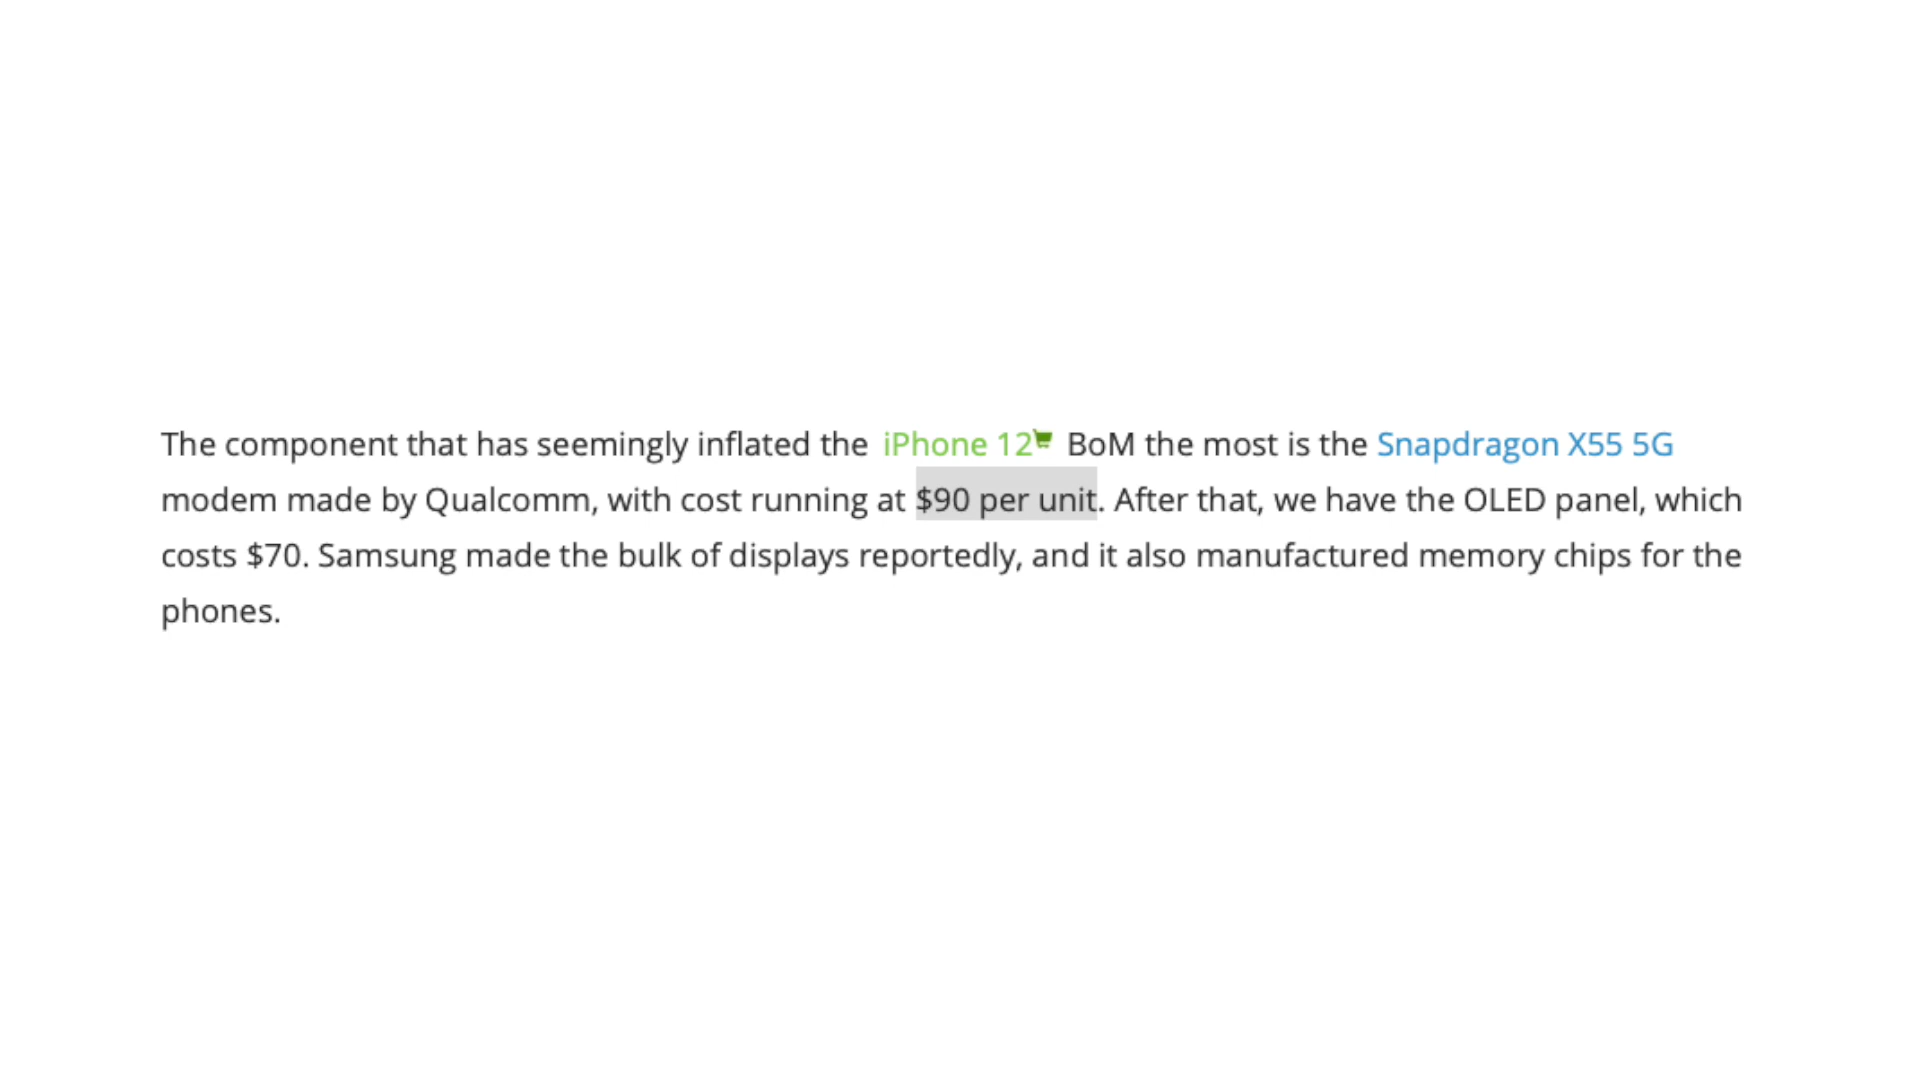 The component that has seemingly inflated the iPhone 12 BoM the most is the Snapdragon X55 5G
modem made by Qualcomm, with cost running at $90 per unit. After that, we have the OLED panel, which
costs $70. Samsung made the bulk of displays reportedly, and it also manufactured memory chips for the
phones.